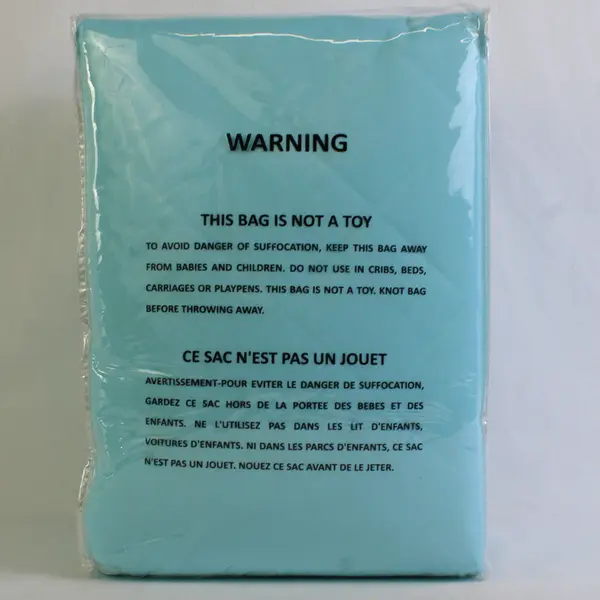 WARNING
THIS BAG IS NOT A TOY
TO AVOID DANGER OF SUFFOCATION, KEEP THIS BAG AWAY
FROM BABIES AND CHILDREN. DO NOT USE IN CRIBS, BEDS,
CARRIAGES OR PLAYPENS. THIS BAG IS NOT A TOY. KNOT BAG
BEFORE THROWING AWAY.
CE SAC N'EST PAS UN JOUET
AVERTISSEMENT-POUR EVITER LE DANGER DE SUFFOCATION,
GARDEZ CE SAC HORS DE LA PORTEE DES BEBES ET DES
ENFANTS. NE L'UTILISEZ PAS DANS LES LIT D'ENFANTS,
VOITURES D'ENFANTS. NI DANS LES PARCS D'ENFANTS, CE SAC
N'EST PAS UN JOUET. NOUEZ CE SAC AVANT DE LE JETER.